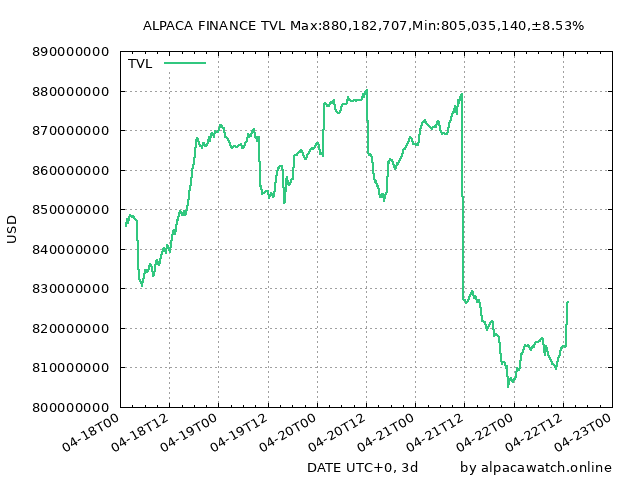 ALPACA FINANCE TVL Max:880,182,707,Min:805,035,140,±8.53%
TVL
890000000
880000000
870000000
860000000
850000000
840000000
830000000
820000000
810000000
800000000
USD
04-18T00
04-18T12
04-19T00
04-19T12
04-20T00
04-20T12
04-21T00
04-21T12
04-22T00
04-22T12
04-23T00
DATE UTC+0, 3d
by alpacawatch.online